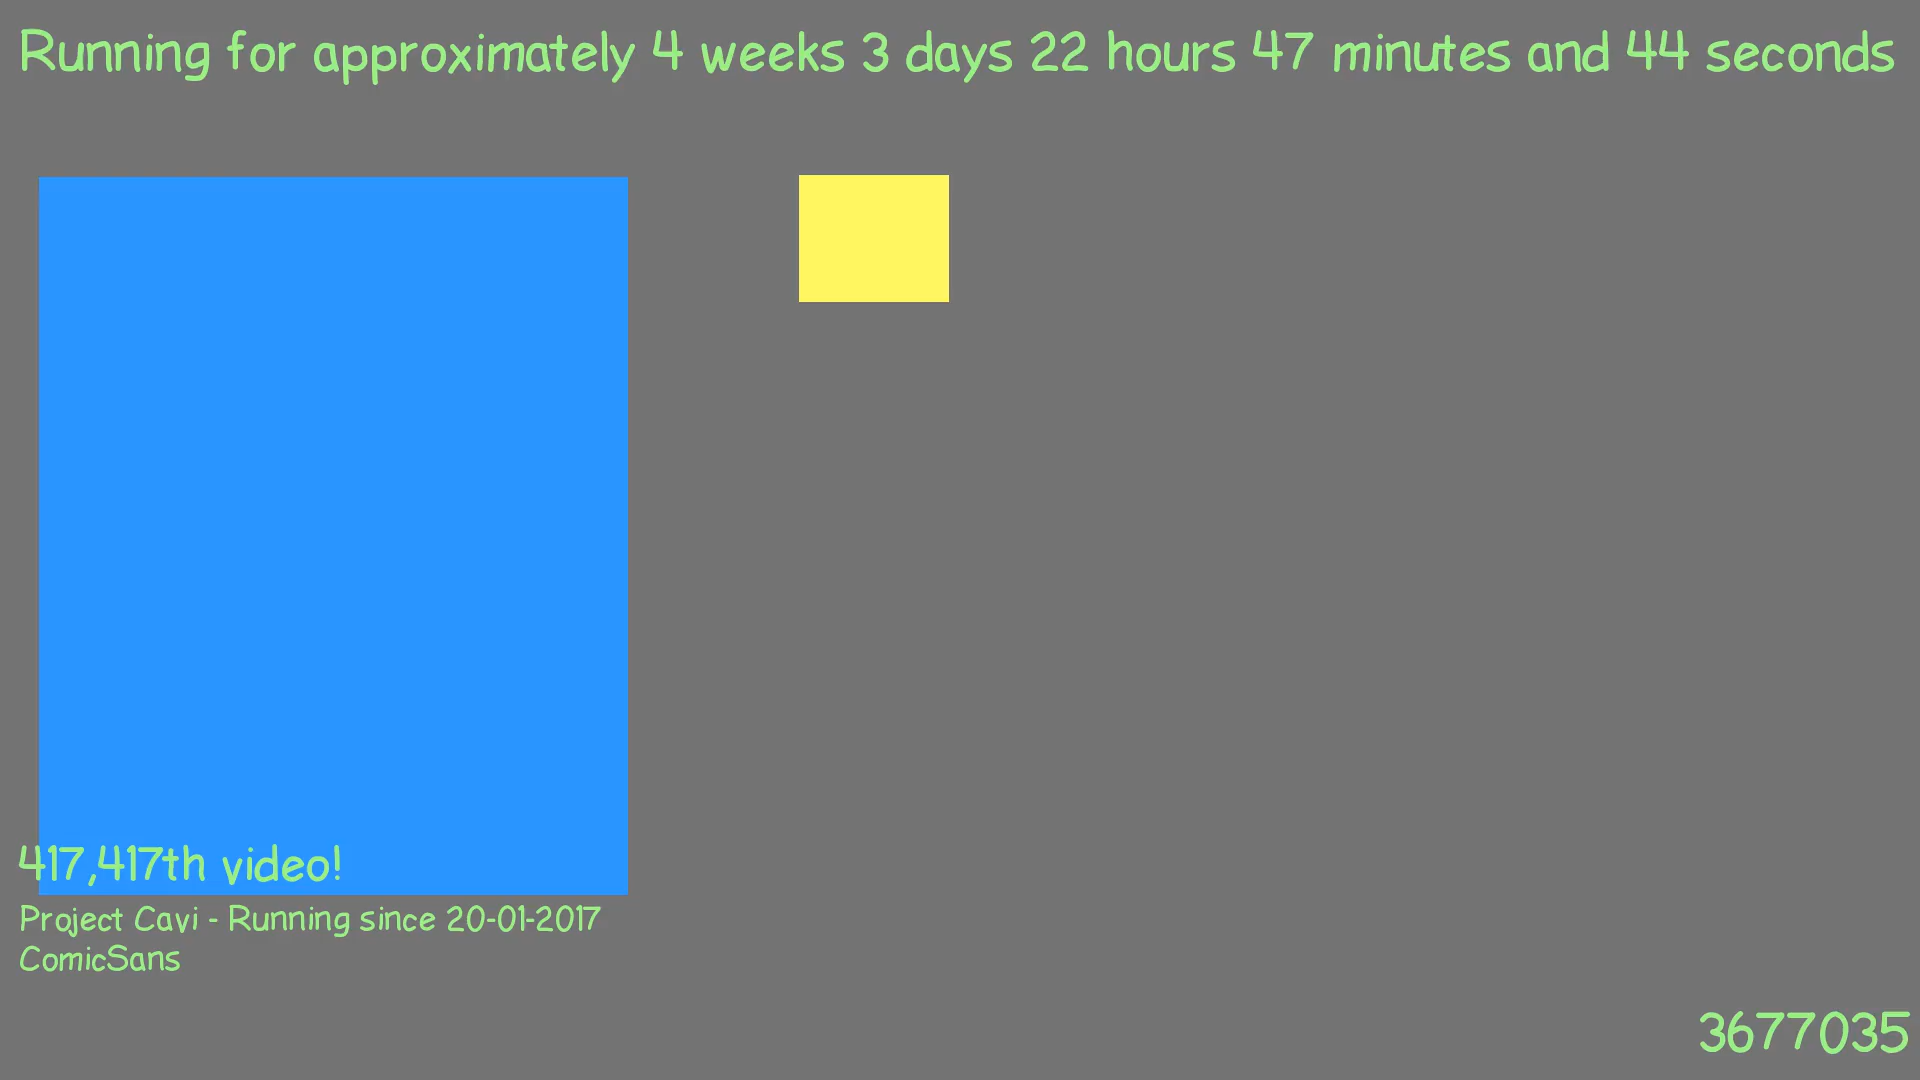 Running for approximately 4 weeks 3 days 22 hours 47 minutes and 44 seconds
417,417th video!
Project Cavi - Running since 20-01-2017
ComicSans
3677035